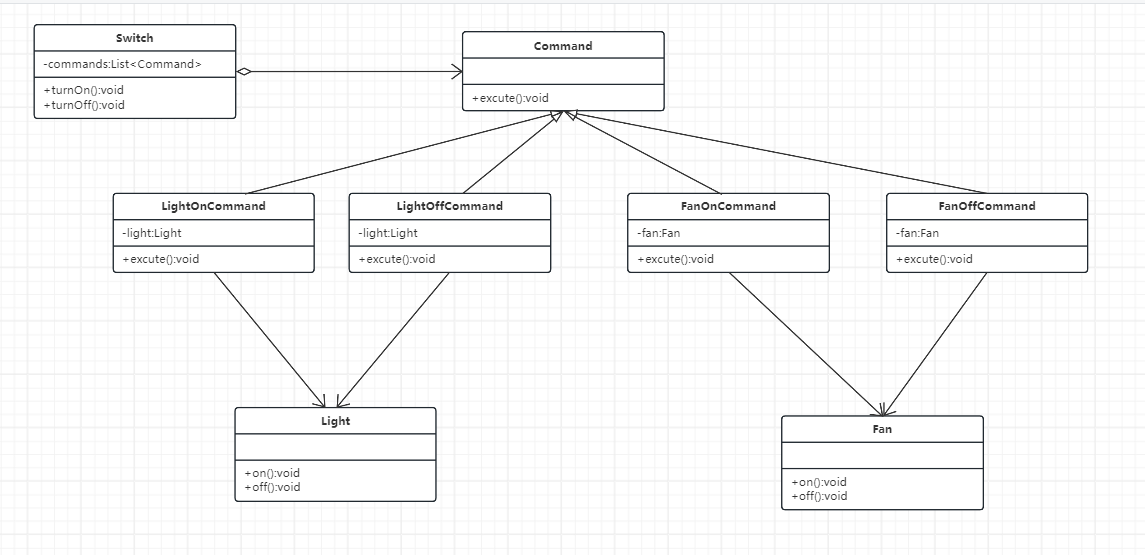 Switch
-commands:List<Command>
+turnOn():void
+turnOff():void
Command
+excute():void
LightOnCommand
-light:Light
+excute():void
LightOffCommand
-light:Light
+excute():void
FanOnCommand
-fan:Fan
+excute():void
FanOffCommand
-fan:Fan
+excute():void
Light
+on():void
+off():void
Fan
+on():void
+off():void